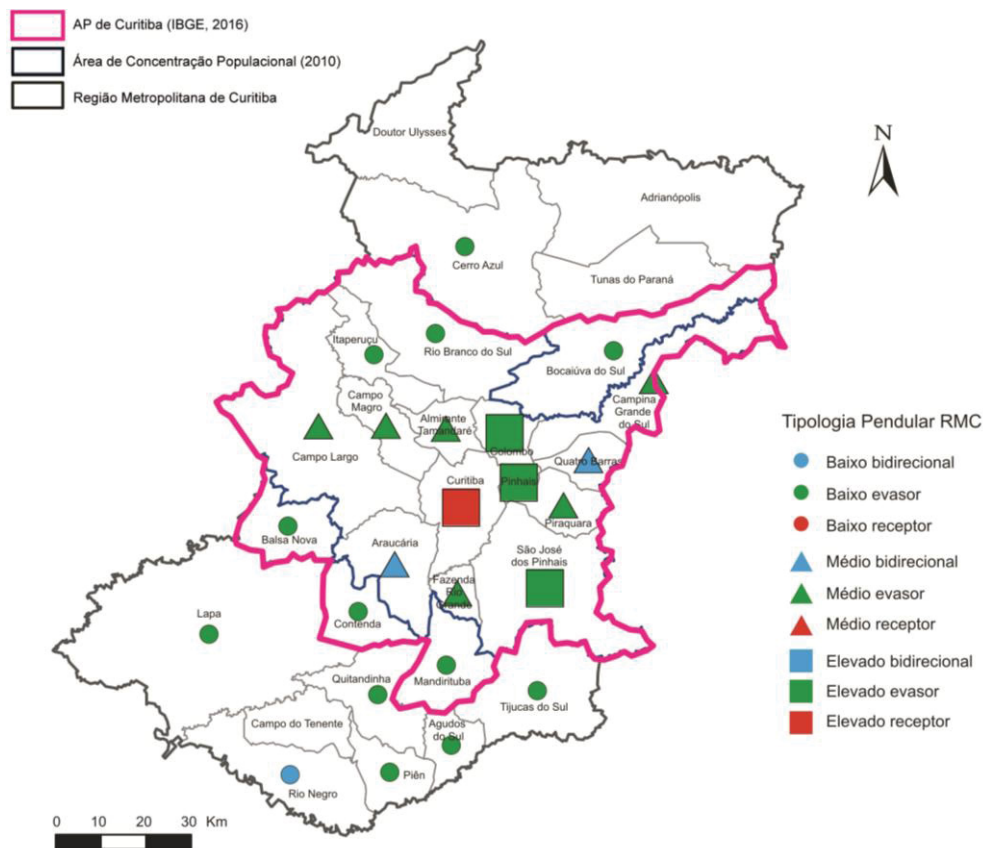 AP de Curitiba (IBGE, 2016)
Área de Concentração Populacional (2010)
Região Metropolitana de Curitiba
N
Doutor Ulysses
Adrianópolis
Cerro Azul
Tunas do Paraná
Itaperuçu
Rio Branco do Sul
Bocaiúva do Sul
Campo
Magro
Campina
Grande
do Sul
Almirante
Tamandaré
Colombo
Campo Largo
Quatro Barras
Curitiba
Pinhais
Piraquara
Balsa Nova
Araucária
São José
dos Pinhais
Fazenda
Rio
Grande
Lapa
Contenda
Quitandinha
Mandirituba
Tijucas do Sul
Campo do Tenente
Agudos
do Sul
Piên
Rio Negro
Tipologia Pendular RMC
Baixo bidirecional
Baixo evasor
Baixo receptor
Médio bidirecional
Médio evasor
Médio receptor
Elevado bidirecional
Elevado evasor
Elevado receptor
0 10 20 30 Km